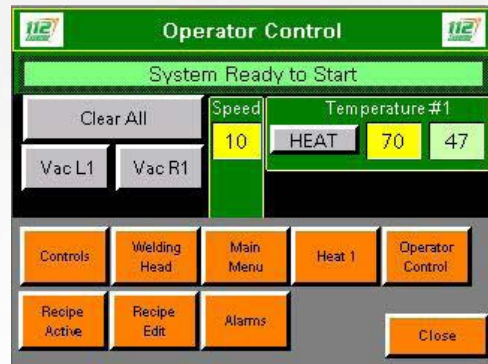 112
Operator Control
112
System Ready to Start
Clear All
Speed
Temperature #1
10
HEAT
70
47
Vac L1
Vac R1
Controls
Welding
Head
Main
Menu
Heat 1
Operator
Control
Recipe
Active
Recipe
Edit
Alarms
Close